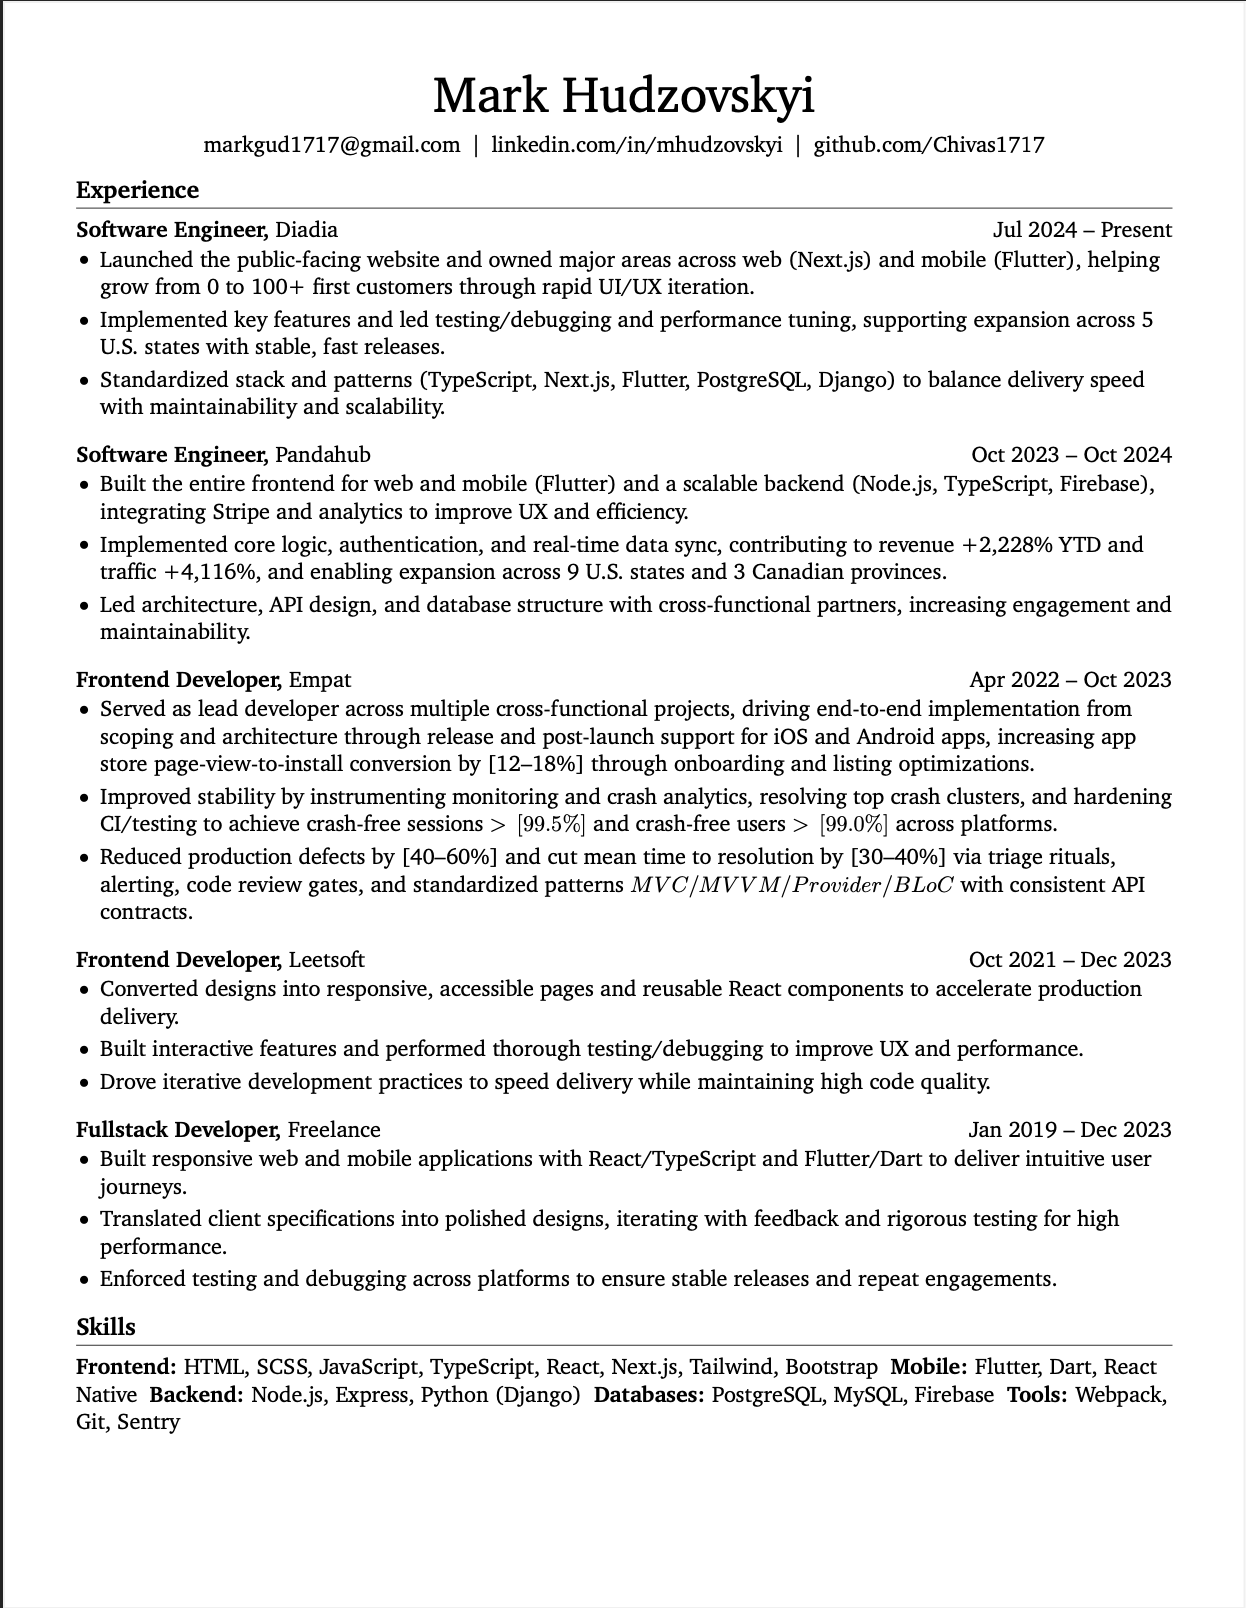 Mark Hudzovskyi
markgud1717@gmail.com | linkedin.com/in/mhudzovskyi | github.com/Chivas1717
Experience
Software Engineer, Diadia Jul 2024 – Present
• Launched the public-facing website and owned major areas across web (Next.js) and mobile (Flutter), helping
grow from 0 to 100+ first customers through rapid UI/UX iteration.
• Implemented key features and led testing/debugging and performance tuning, supporting expansion across 5
U.S. states with stable, fast releases.
• Standardized stack and patterns (TypeScript, Next.js, Flutter, PostgreSQL, Django) to balance delivery speed
with maintainability and scalability.
Software Engineer, Pandahub Oct 2023 – Oct 2024
• Built the entire frontend for web and mobile (Flutter) and a scalable backend (Node.js, TypeScript, Firebase),
integrating Stripe and analytics to improve UX and efficiency.
• Implemented core logic, authentication, and real-time data sync, contributing to revenue +2,228% YTD and
traffic +4,116%, and enabling expansion across 9 U.S. states and 3 Canadian provinces.
• Led architecture, API design, and database structure with cross-functional partners, increasing engagement and
maintainability.
Frontend Developer, Empat Apr 2022 – Oct 2023
• Served as lead developer across multiple cross-functional projects, driving end-to-end implementation from
scoping and architecture through release and post-launch support for iOS and Android apps, increasing app
store page-view-to-install conversion by [12–18%] through onboarding and listing optimizations.
• Improved stability by instrumenting monitoring and crash analytics, resolving top crash clusters, and hardening
CI/testing to achieve crash-free sessions > [99.5%] and crash-free users > [99.0%] across platforms.
• Reduced production defects by [40–60%] and cut mean time to resolution by [30–40%] via triage rituals,
alerting, code review gates, and standardized patterns MVC/MVVM/Provider/BLoC with consistent API
contracts.
Frontend Developer, Leetsoft Oct 2021 – Dec 2023
• Converted designs into responsive, accessible pages and reusable React components to accelerate production
delivery.
• Built interactive features and performed thorough testing/debugging to improve UX and performance.
• Drove iterative development practices to speed delivery while maintaining high code quality.
Fullstack Developer, Freelance Jan 2019 – Dec 2023
• Built responsive web and mobile applications with React/TypeScript and Flutter/Dart to deliver intuitive user
journeys.
• Translated client specifications into polished designs, iterating with feedback and rigorous testing for high
performance.
• Enforced testing and debugging across platforms to ensure stable releases and repeat engagements.
Skills
Frontend: HTML, SCSS, JavaScript, TypeScript, React, Next.js, Tailwind, Bootstrap Mobile: Flutter, Dart, React
Native Backend: Node.js, Express, Python (Django) Databases: PostgreSQL, MySQL, Firebase Tools: Webpack,
Git, Sentry